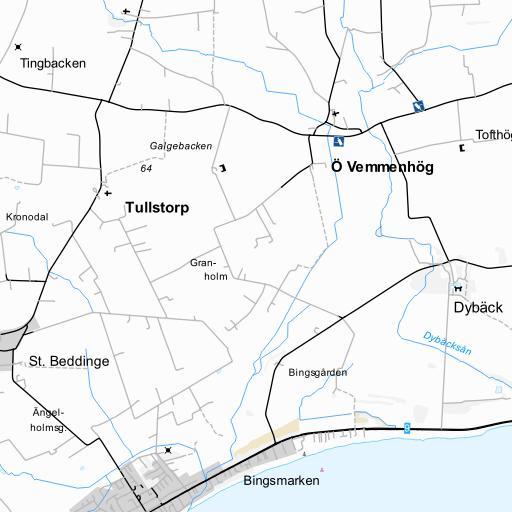 Tingbacken
Tofthög
Galgebacken
64
Ö Vemmenhög
Tullstorp
Kronodal
Gran-
holm
Dybäck
Dybäcksån
St. Beddinge
Bingsgården
Ängel-
holmsg.
Bingsmarken